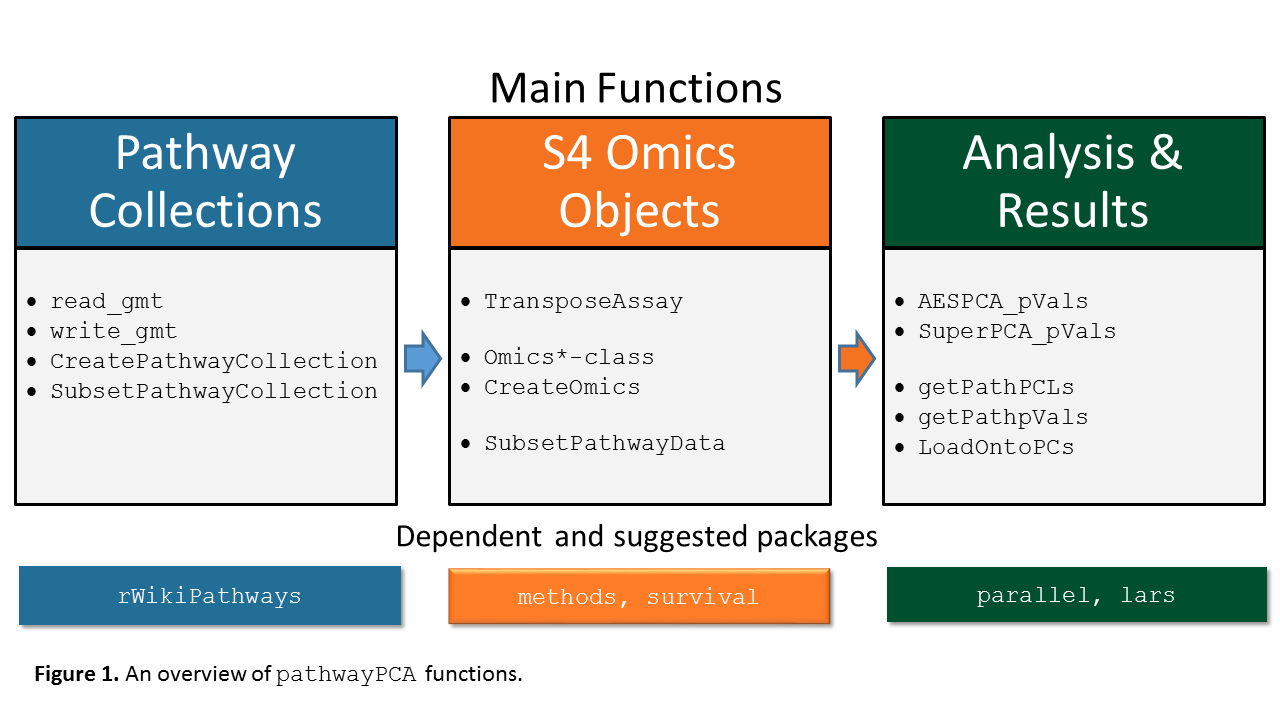 Main Functions
Pathway
Collections
• read_gmt
• write_gmt
• CreatePathwayCollection
• SubsetPathwayCollection
S4 Omics
Objects
• TransposeAssay
• Omics*-class
• CreateOmics
• SubsetPathwayData
Analysis &
Results
• AESPCA_pVals
• SuperPCA_pVals
• getPathPCLs
• getPathpVals
• LoadOntoPCs
Dependent and suggested packages
rWikiPathways
methods, survival
parallel, lars
Figure 1. An overview of pathwayPCA functions.